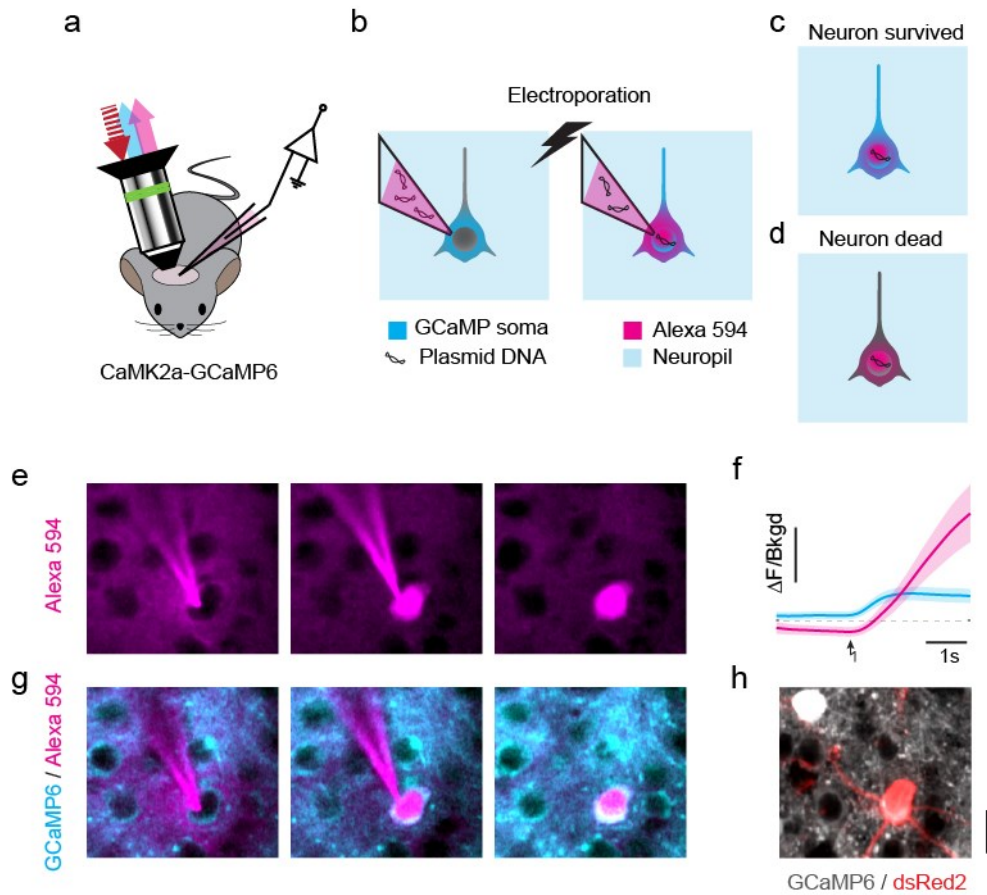 a
CaMK2a-GCaMP6
b
Electroporation
GCaMP soma
Alexa 594
Plasmid DNA
Neuropil
c
Neuron survived
d
Neuron dead
e
Alexa 594
f
ΔF/Bkgd
1s
g
GCaMP6 / Alexa 594
h
GCaMP6 / dsRed2